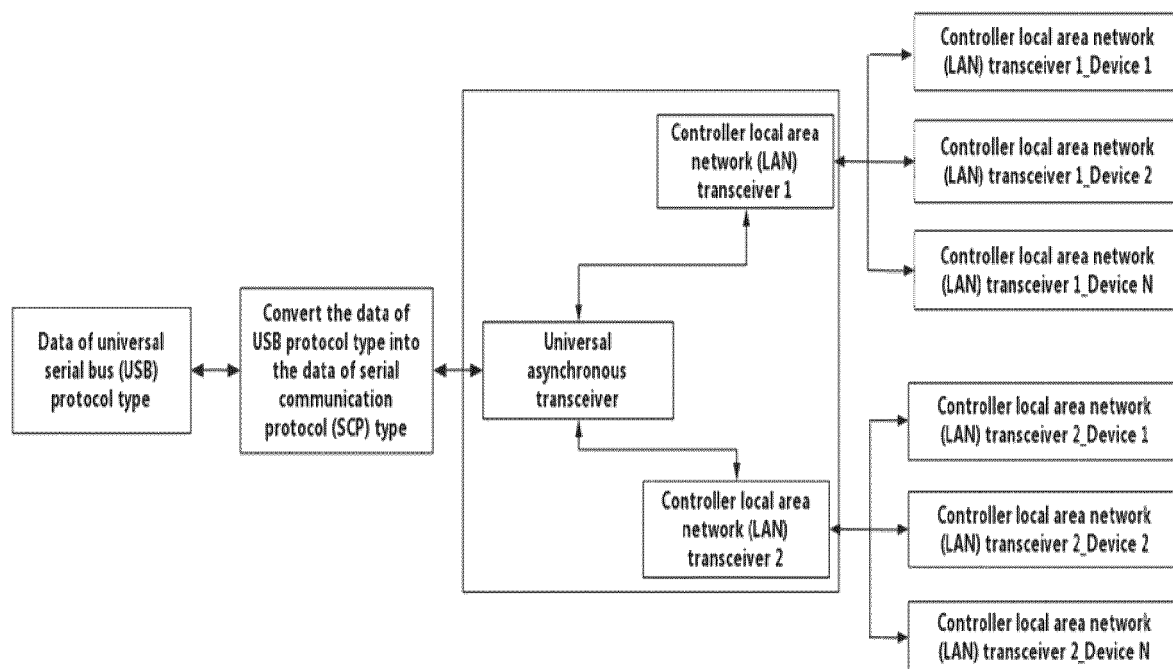 Data of universal
serial bus (USB)
protocol type
Convert the data of
USB protocol type into
the data of serial
communication
protocol (SCP) type
Universal
asynchronous
transceiver
Controller local area
network (LAN)
transceiver 1
Controller local area
network (LAN)
transceiver 2
Controller local area network
(LAN) transceiver 1_Device 1
Controller local area network
(LAN) transceiver 1_Device 2
Controller local area network
(LAN) transceiver 1_Device N
Controller local area network
(LAN) transceiver 2_Device 1
Controller local area network
(LAN) transceiver 2_Device 2
Controller local area network
(LAN) transceiver 2_Device N